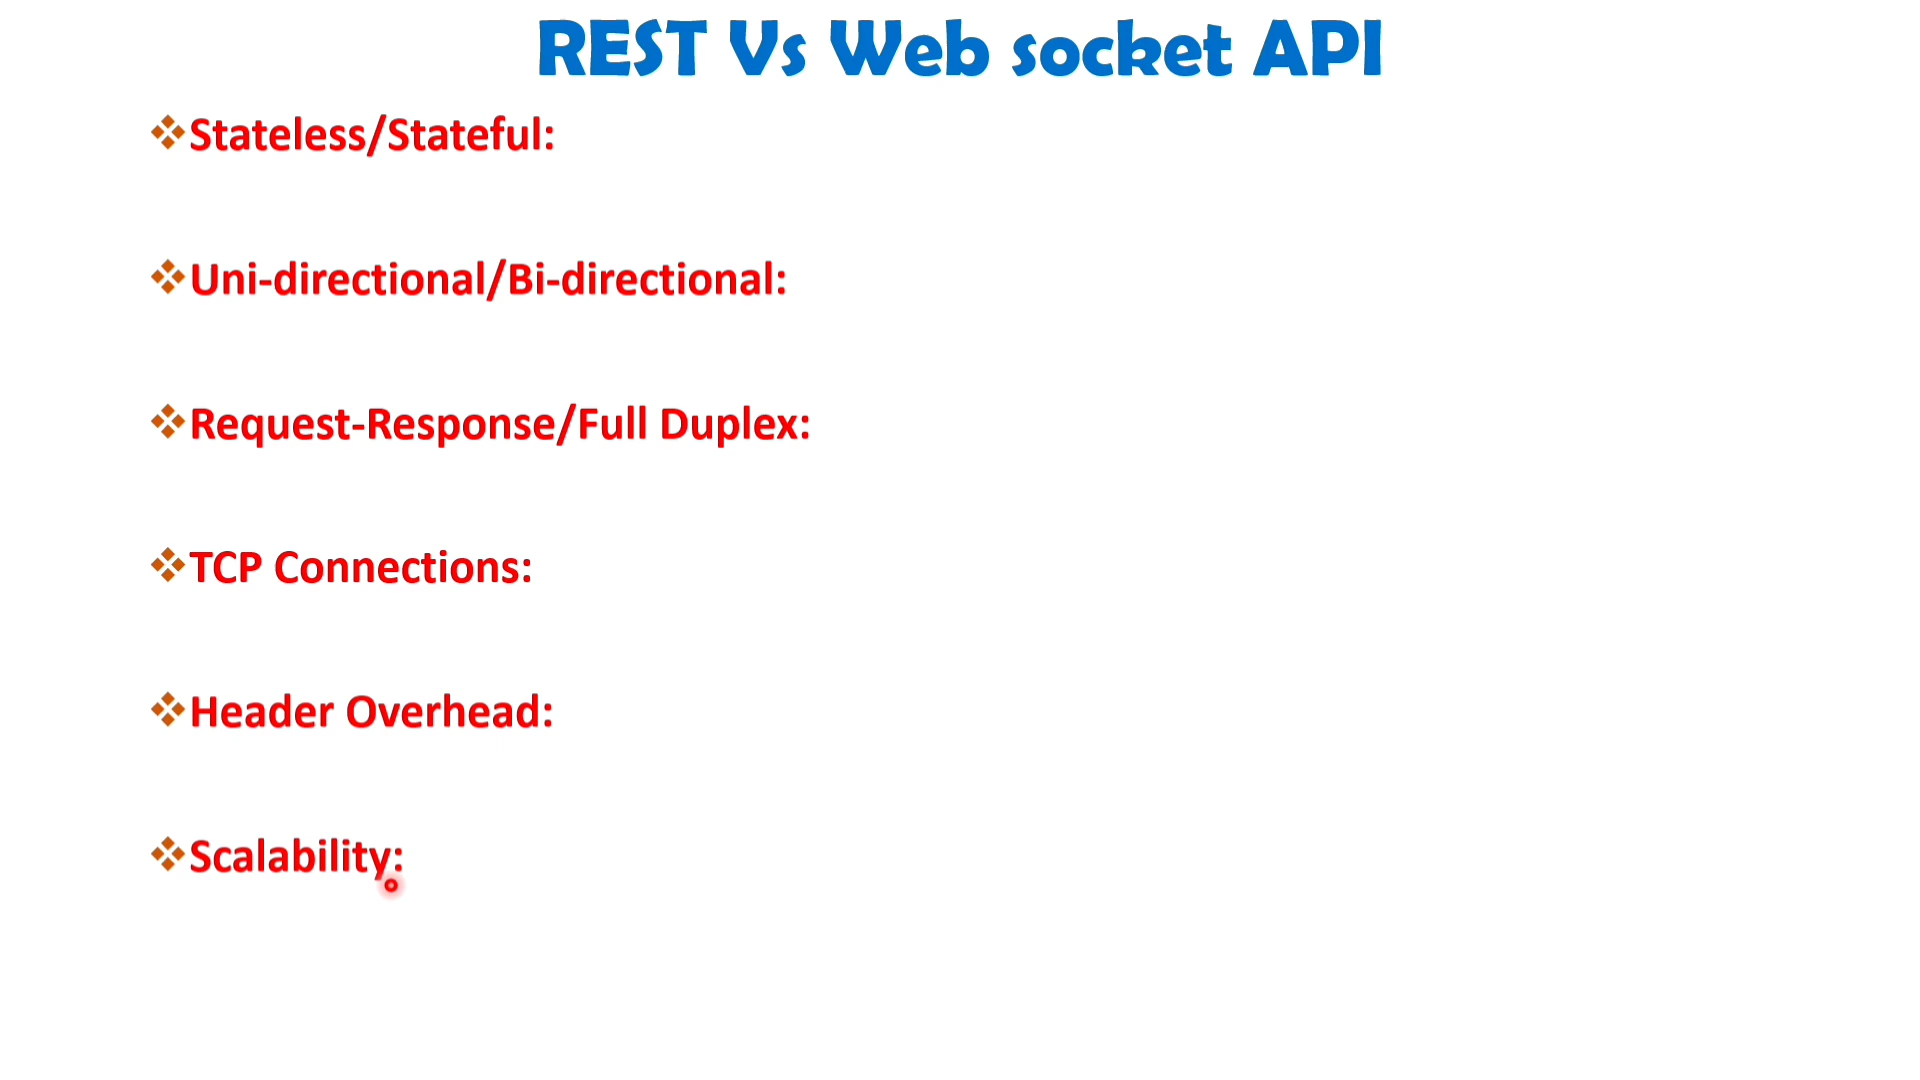 REST Vs Web socket API
Stateless/Stateful:
Uni-directional/Bi-directional:
Request-Response/Full Duplex:
TCP Connections:
Header Overhead:
Scalability: